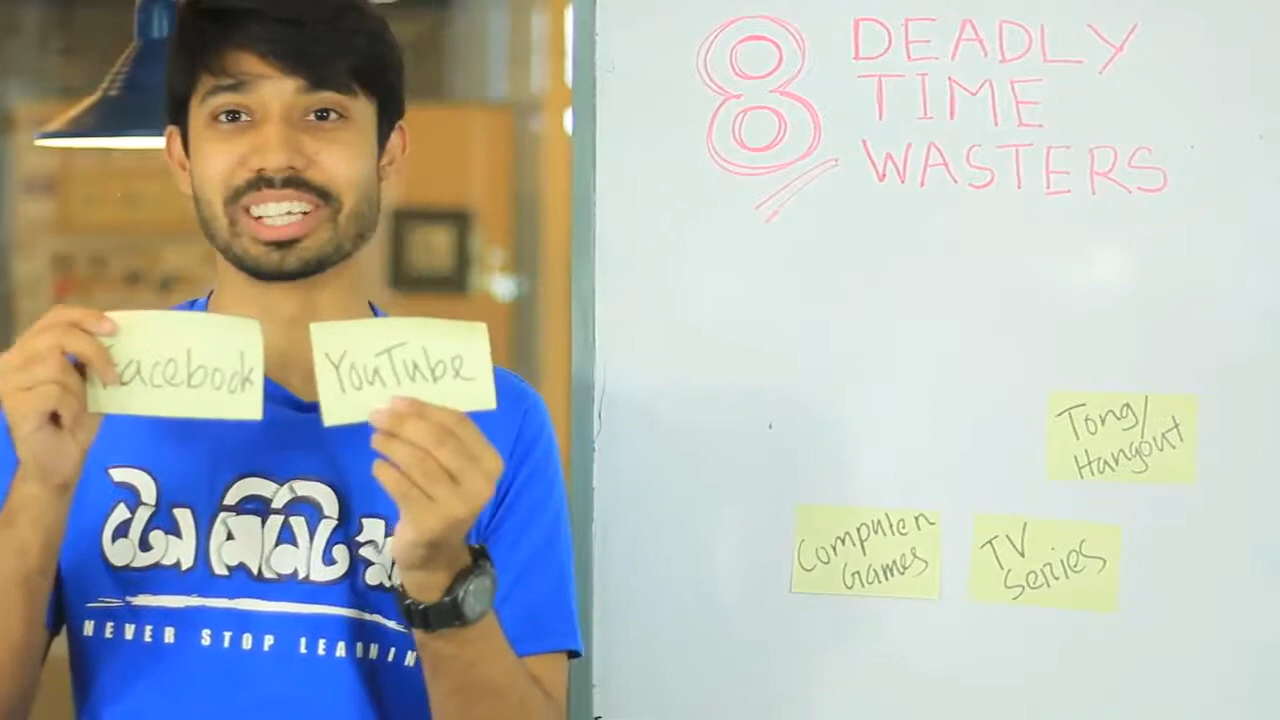 8 DEADLY
TIME
WASTERS
Facebook
YouTube
Tong/
Hangout
Computer
Games
TV
Series
টেন মিনিট স্কু
NEVER STOP LEARNIN